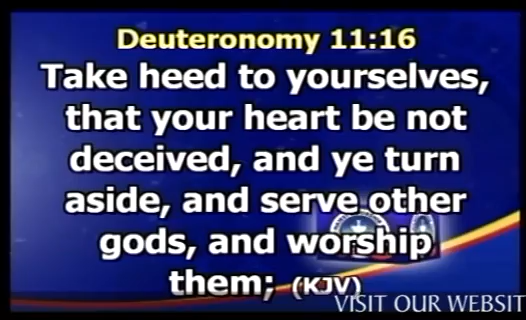 Deuteronomy 11:16
Take heed to yourselves,
that your heart be not
deceived, and ye turn
aside, and serve other
gods, and worship
them; (KJV)
VISIT OUR WEBSIT